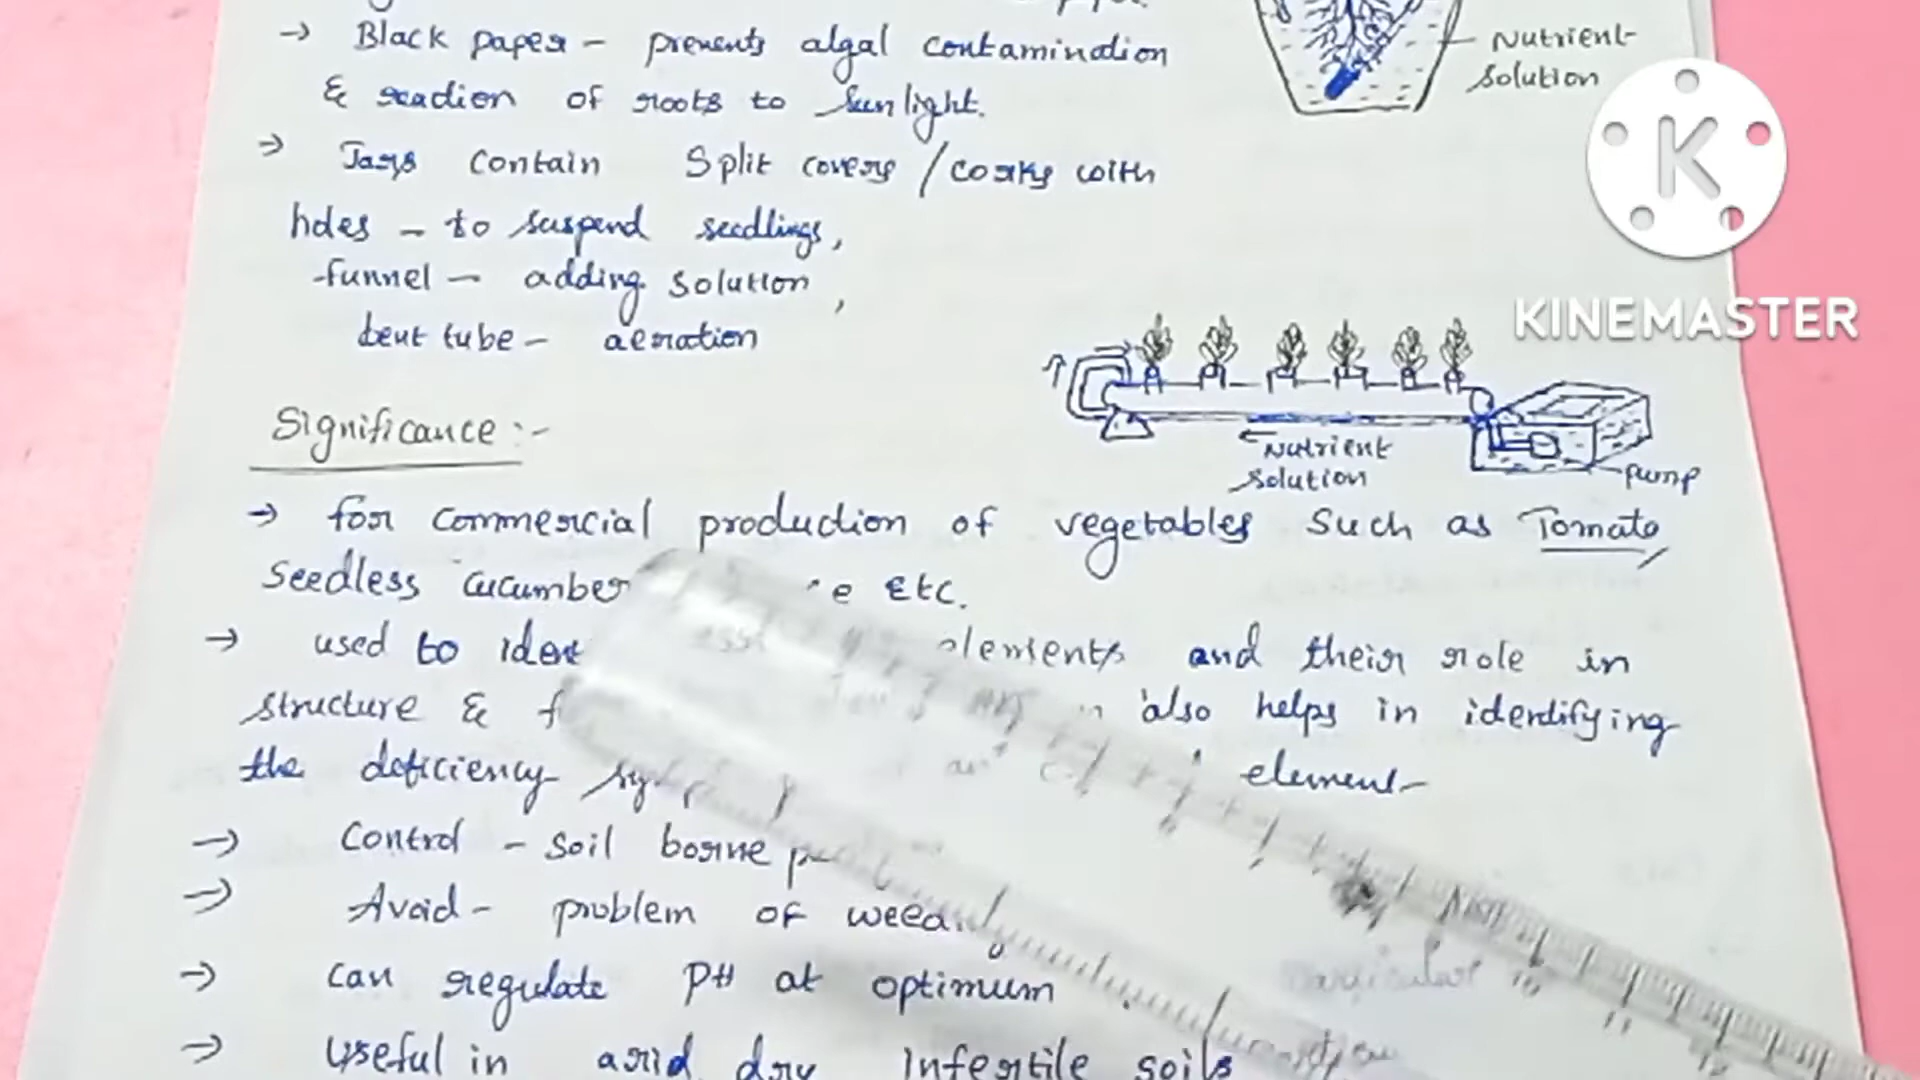 → Black paper - prevents algal contamination
& reaction of roots to sunlight.
→ Jars contain Split covers / corks with
holes - to suspend seedlings,
funnel - adding solution,
bent tube - aeration
Nutrient
Solution
KINEMASTER
Nutrient
Solution
pump
Significance :-
→ for commercial production of vegetables such as Tomato,
Seedless cucumber etc.
→ used to elements and their role in
structure & also helps in identifying
the deficiency element
→ Control - soil borne
→ Avoid - problem of
→ can regulate PH at optimum
→ Useful in arid dry infertile soils